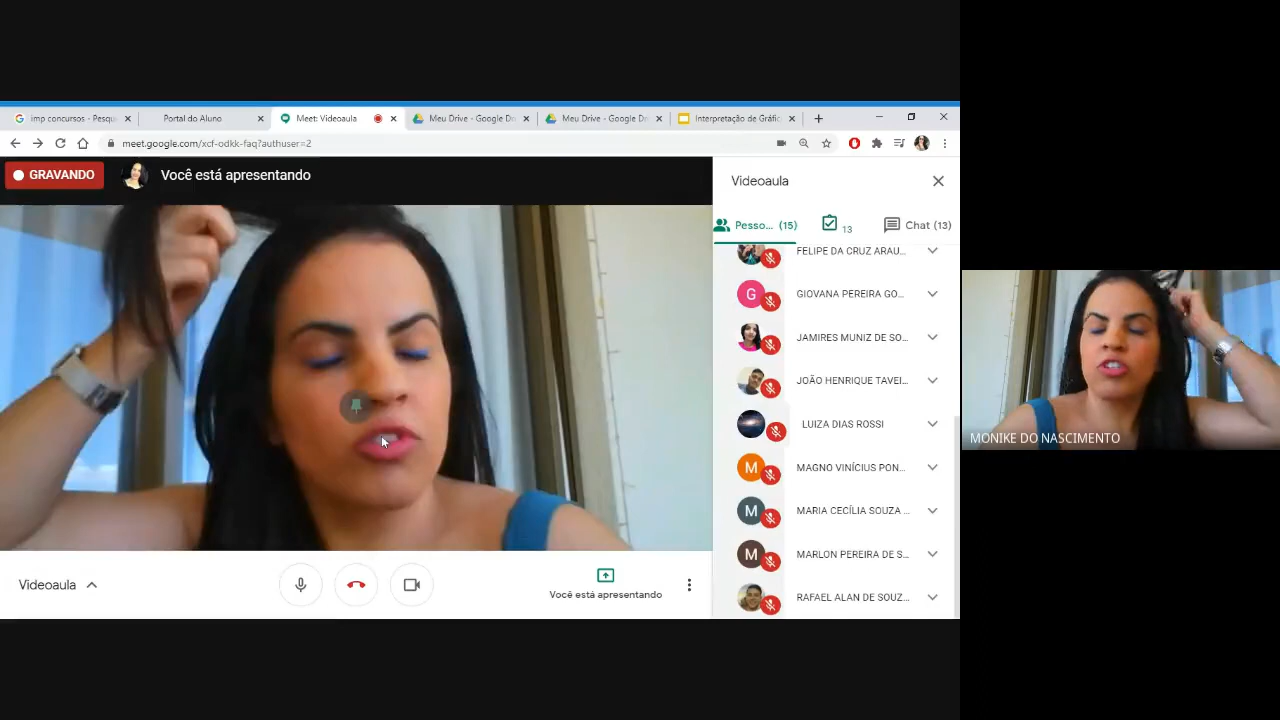 imp concursos - Pesqu
Portal do Aluno
Meet: Videoaula
Meu Drive - Google Dr
Meu Drive - Google Dr
Interpretação de Gráfic
meet.google.com/xcf-odkk-faq?authuser=2
GRAVANDO
Você está apresentando
Videoaula
Pesso... (15)
13
Chat (13)
FELIPE DA CRUZ ARAU...
G
GIOVANA PEREIRA GO...
JAMIRES MUNIZ DE SO...
JOÃO HENRIQUE TAVEI...
LUIZA DIAS ROSSI
M
MAGNO VINÍCIUS PON...
M
MARIA CECÍLIA SOUZA ...
M
MARLON PEREIRA DE S...
RAFAEL ALAN DE SOUZ...
Videoaula
Você está apresentando
MONIKE DO NASCIMENTO